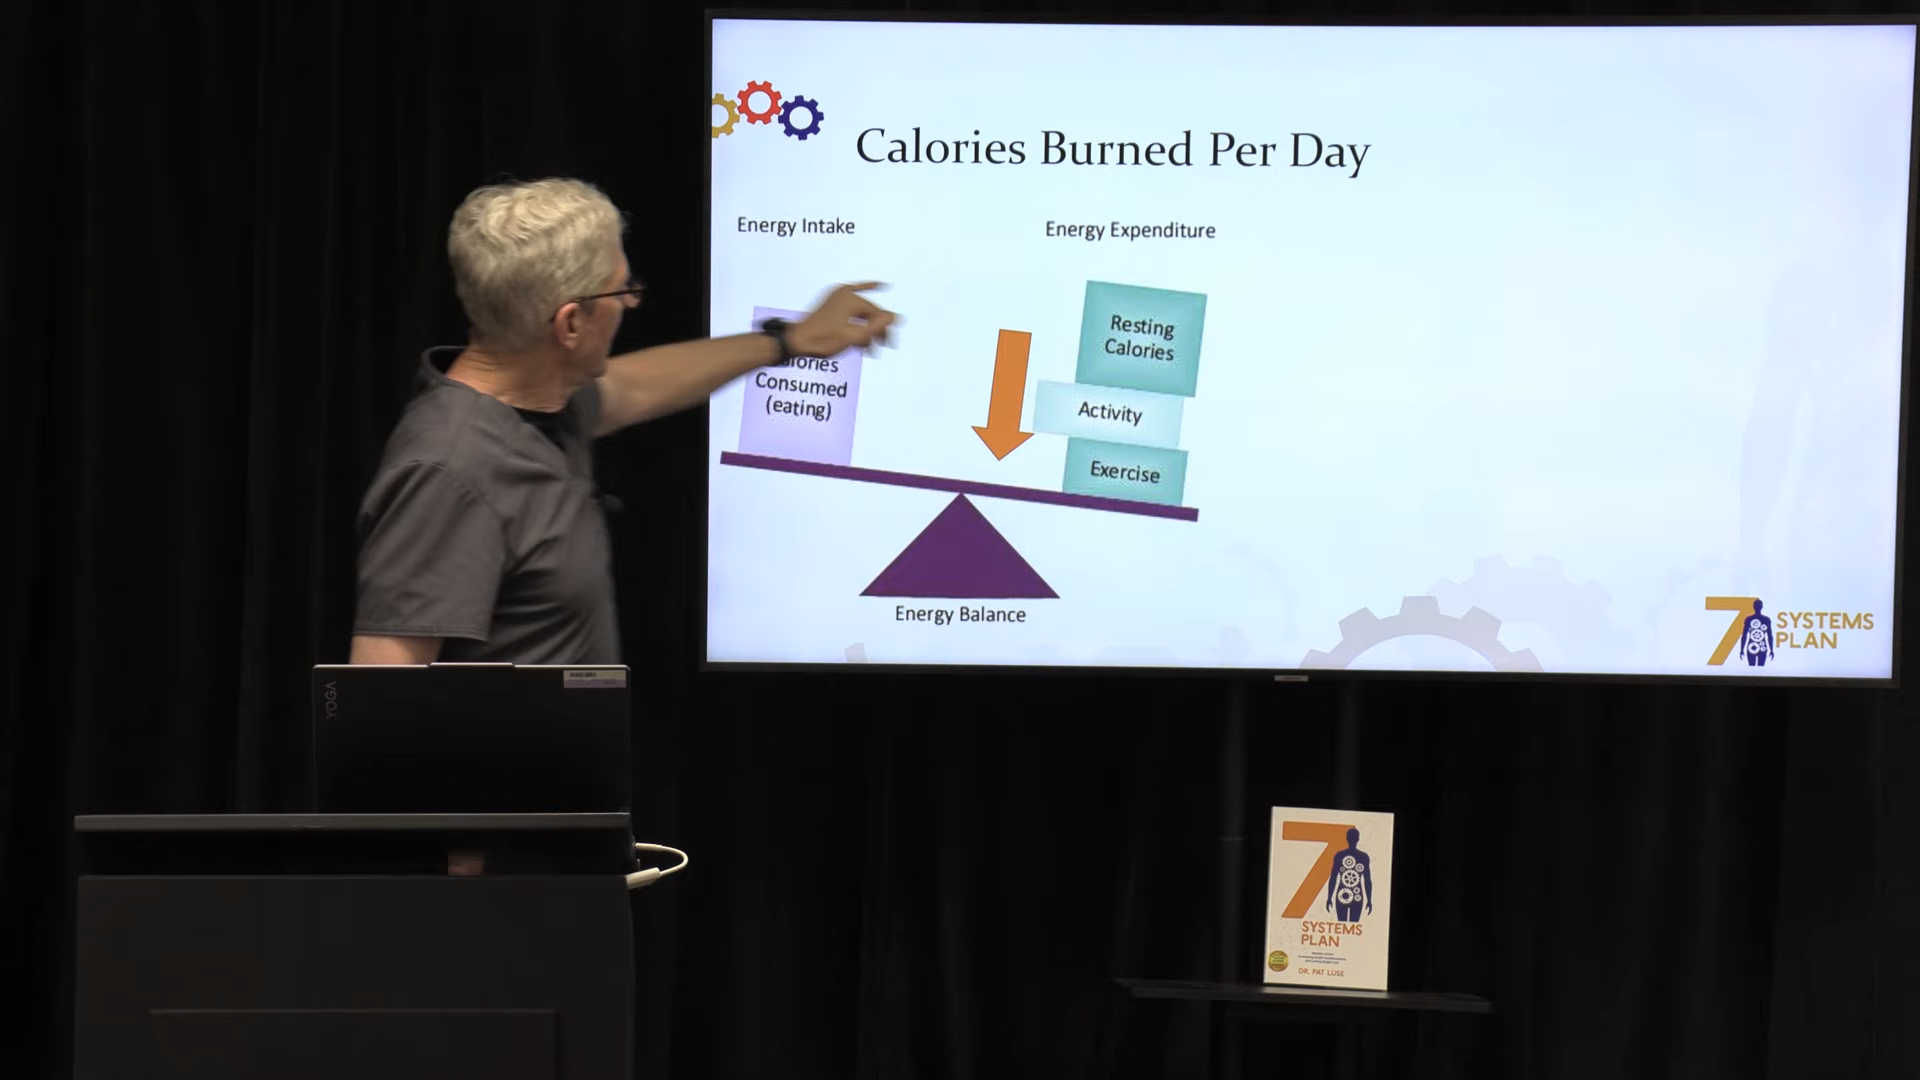 Calories Burned Per Day
Energy Intake
Energy Expenditure
Resting
Calories
Consumed
(eating)
Activity
Exercise
Energy Balance
7 SYSTEMS
PLAN
YOGA
7
SYSTEMS
PLAN
DR. PAT LUSE